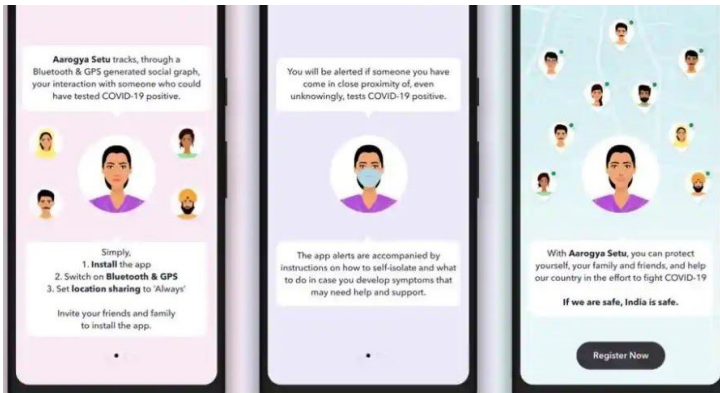 Aarogya Setu tracks, through a
Bluetooth & GPS generated social graph,
your interaction with someone who could
have tested COVID-19 positive.
Simply,
1. Install the app
2. Switch on Bluetooth & GPS
3. Set location sharing to 'Always'
Invite your friends and family
to install the app.
You will be alerted if someone you have
come in close proximity of, even
unknowingly, tests COVID-19 positive.
The app alerts are accompanied by
instructions on how to self-isolate and what
to do in case you develop symptoms that
may need help and support.
With Aarogya Setu, you can protect
yourself, your family and friends, and help
our country in the effort to fight COVID-19
If we are safe, India is safe.
Register Now